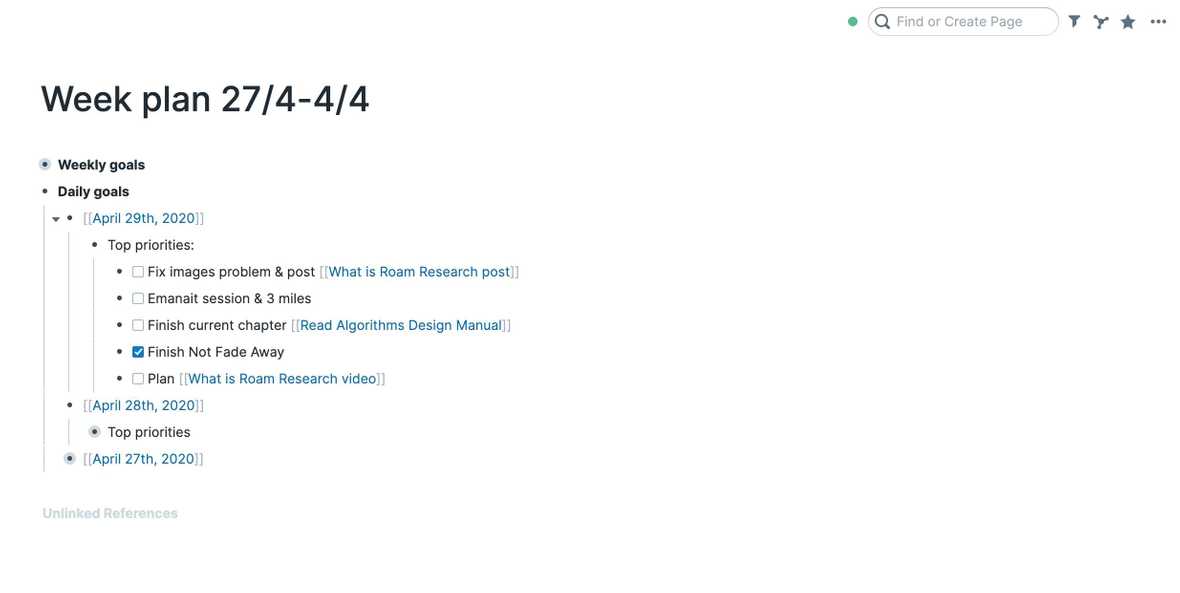 Find or Create Page
Week plan 27/4-4/4
Weekly goals
Daily goals
[[April 29th, 2020]]
Top priorities:
Fix images problem & post [[What is Roam Research post]]
Emanait session & 3 miles
Finish current chapter [[Read Algorithms Design Manual]]
Finish Not Fade Away
Plan [[What is Roam Research video]]
[[April 28th, 2020]]
Top priorities
[[April 27th, 2020]]
Unlinked References